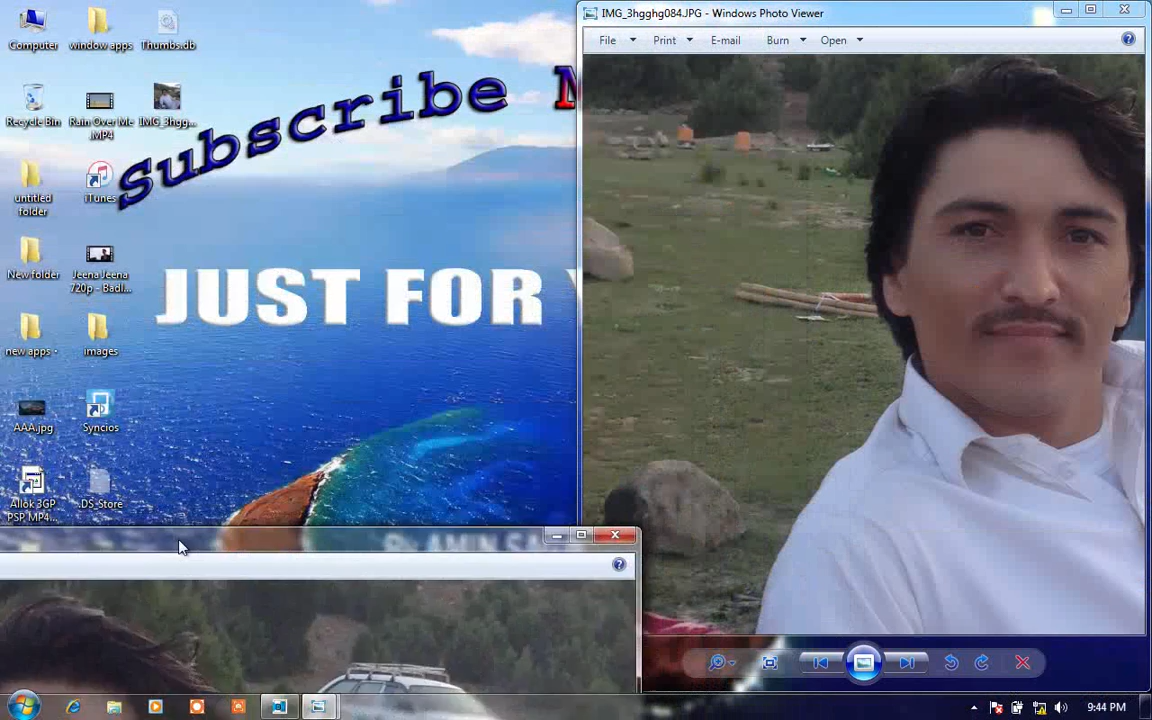 IMG_3hgghg084.JPG - Windows Photo Viewer
File Print E-mail Burn Open
Computer
window apps
Thumbs.db
Recycle Bin
Rain Over Me
.MP4
IMG_3hgg...
untitled
folder
iTunes
New folder
Jeena Jeena
720p - Badl...
new apps
images
AAA.jpg
Syncios
Allok 3GP
PSP MP4...
.DS_Store
Subscribe M
JUST FOR Y
9:44 PM